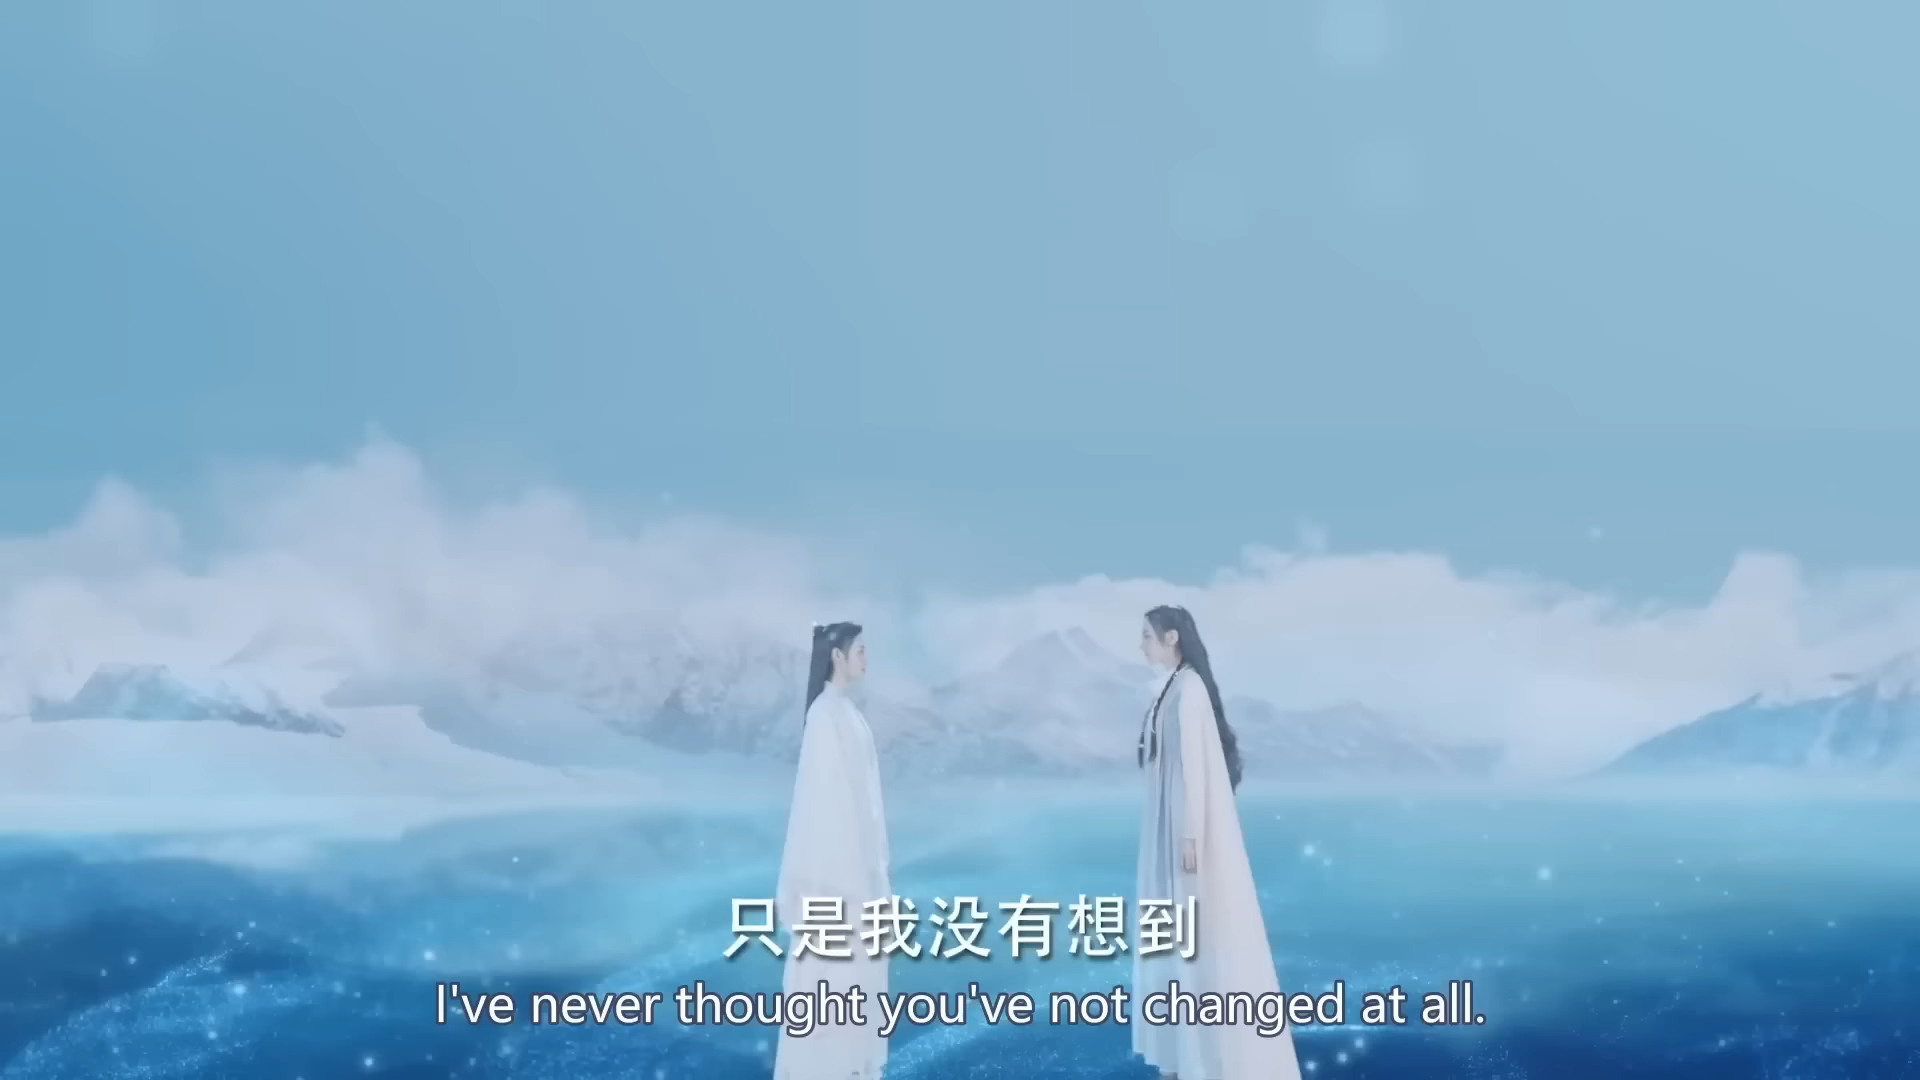 只是我没有想到
I've never thought you've not changed at all.